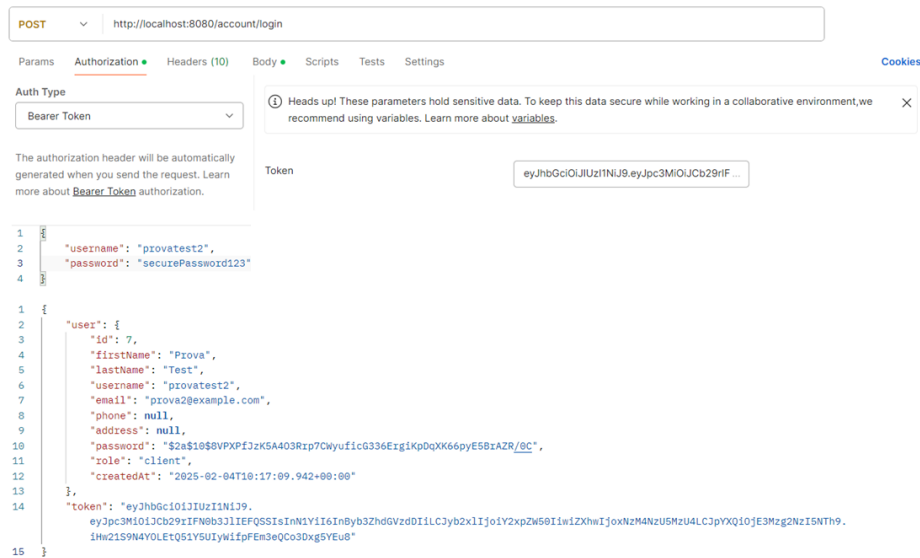 POST http://localhost:8080/account/login
Params Authorization Headers (10) Body Scripts Tests Settings Cookies
Auth Type
Bearer Token
Heads up! These parameters hold sensitive data. To keep this data secure while working in a collaborative environment,we
recommend using variables. Learn more about variables.
The authorization header will be automatically
generated when you send the request. Learn
more about Bearer Token authorization.
Token eyJhbGciOiJIUzI1NiJ9.eyJpc3MiOiJCb29rIF ...
1 {
2 "username": "provatest2",
3 "password": "securePassword123"
4 }
1 {
2 "user": {
3 "id": 7,
4 "firstName": "Prova",
5 "lastName": "Test",
6 "username": "provatest2",
7 "email": "prova2@example.com",
8 "phone": null,
9 "address": null,
10 "password": "$2a$10$8VPXPfJzK5A4O3Rrp7CWyuficG336ErgiKpDqXK66pyE5BrAZR/0C",
11 "role": "client",
12 "createdAt": "2025-02-04T10:17:09.942+00:00"
13 },
14 "token": "eyJhbGciOiJIUzI1NiJ9.
eyJpc3MiOiJCb29rIFN0b3JlIEFQSSIsInN1YiI6InByb3ZhdGVzdDIiLCJyb2xlIjoiY2xpZW50IiwiZXhwIjoxNzM4NzU5MzU4LCJpYXQiOjE3Mzg2NzI5NTh9.
iHw21S9N4YOLEtQ51Y5UIyWifpFEm3eQCo3Dxg5YEu8"
15 }